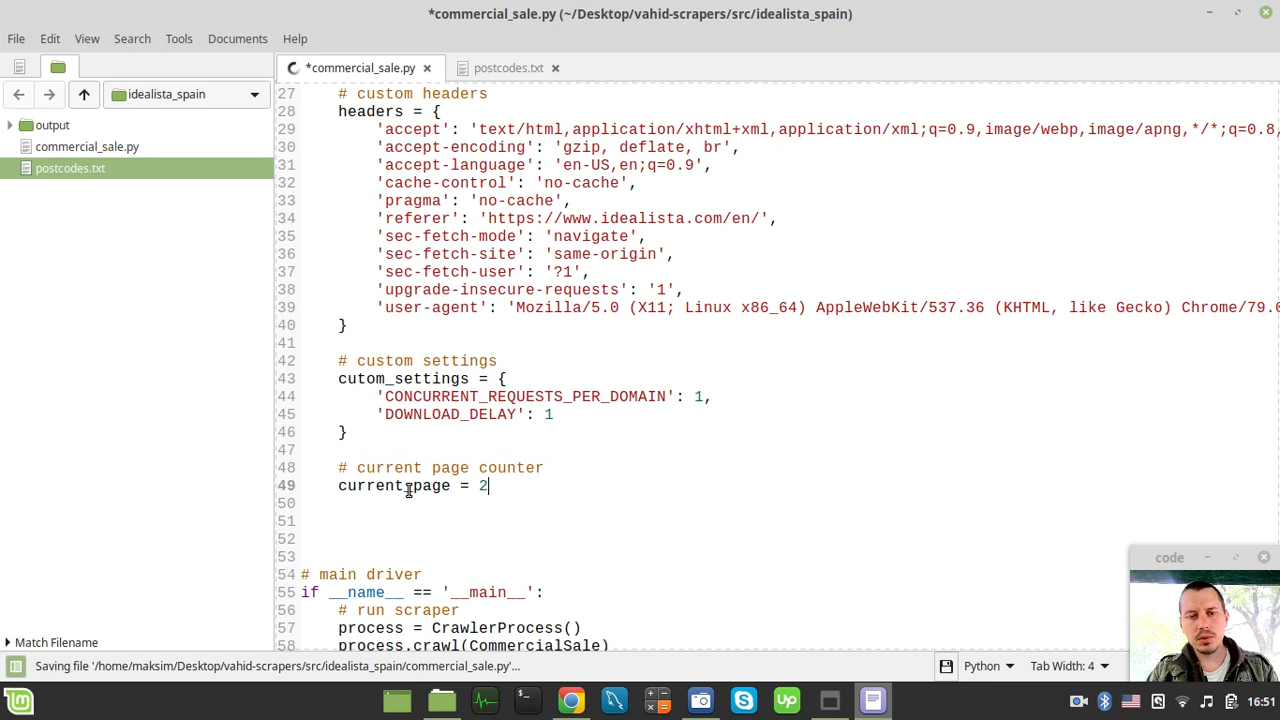 *commercial_sale.py (~/Desktop/vahid-scrapers/src/idealista_spain)
File Edit View Search Tools Documents Help
*commercial_sale.py postcodes.txt
idealista_spain
output
commercial_sale.py
postcodes.txt
27 # custom headers
28 headers = {
29 'accept': 'text/html,application/xhtml+xml,application/xml;q=0.9,image/webp,image/apng,*/*;q=0.8,
30 'accept-encoding': 'gzip, deflate, br',
31 'accept-language': 'en-US,en;q=0.9',
32 'cache-control': 'no-cache',
33 'pragma': 'no-cache',
34 'referer': 'https://www.idealista.com/en/',
35 'sec-fetch-mode': 'navigate',
36 'sec-fetch-site': 'same-origin',
37 'sec-fetch-user': '?1',
38 'upgrade-insecure-requests': '1',
39 'user-agent': 'Mozilla/5.0 (X11; Linux x86_64) AppleWebKit/537.36 (KHTML, like Gecko) Chrome/79.0
40 }
41
42 # custom settings
43 cutom_settings = {
44 'CONCURRENT_REQUESTS_PER_DOMAIN': 1,
45 'DOWNLOAD_DELAY': 1
46 }
47
48 # current page counter
49 current_page = 2
50
51
52
53
54 # main driver
55 if __name__ == '__main__':
56 # run scraper
57 process = CrawlerProcess()
58 process.crawl(CommercialSale)
code
Match Filename
Saving file '/home/maksim/Desktop/vahid-scrapers/src/idealista_spain/commercial_sale.py'...
Python Tab Width: 4
16:51